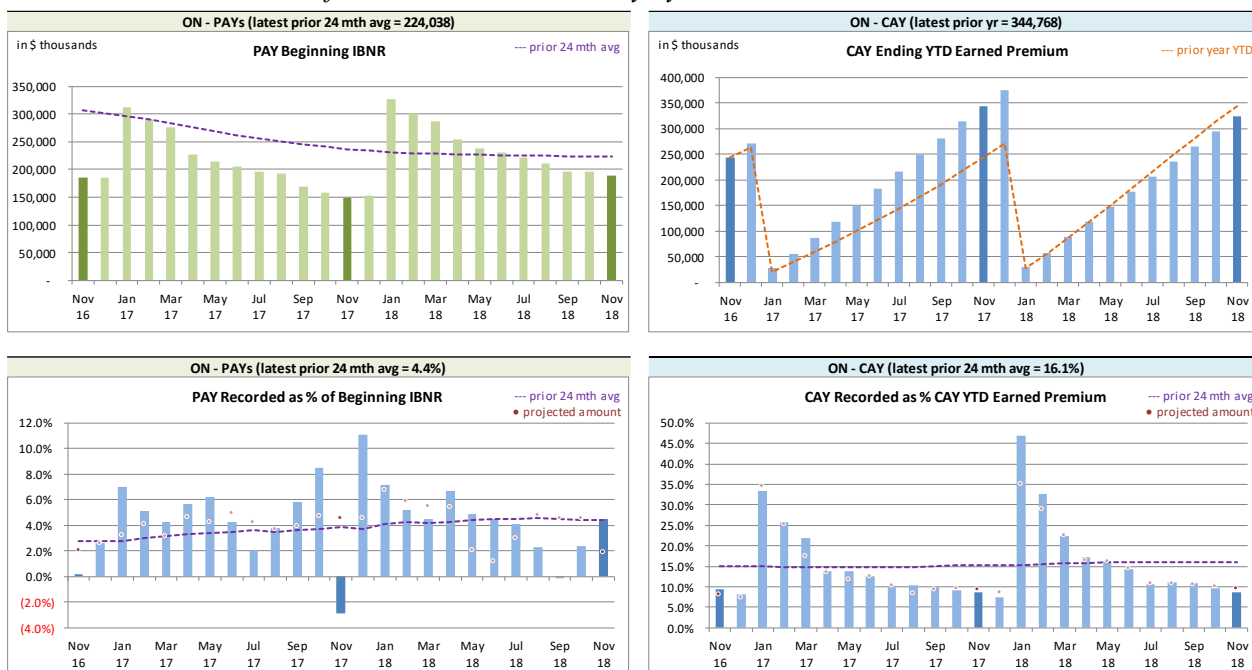 ON - PAYs (latest prior 24 mth avg = 224,038)
in $ thousands
PAY Beginning IBNR
--- prior 24 mth avg
350,000
300,000
250,000
200,000
150,000
100,000
50,000
-
Nov Jan Mar May Jul Sep Nov Jan Mar May Jul Sep Nov
16 17 17 17 17 17 17 18 18 18 18 18 18
ON - CAY (latest prior yr = 344,768)
in $ thousands
CAY Ending YTD Earned Premium
--- prior year YTD
400,000
350,000
300,000
250,000
200,000
150,000
100,000
50,000
-
Nov Jan Mar May Jul Sep Nov Jan Mar May Jul Sep Nov
16 17 17 17 17 17 17 18 18 18 18 18 18
ON - PAYs (latest prior 24 mth avg = 4.4%)
PAY Recorded as % of Beginning IBNR
--- prior 24 mth avg
● projected amount
12.0%
10.0%
8.0%
6.0%
4.0%
2.0%
0.0%
(2.0%)
(4.0%)
Nov Jan Mar May Jul Sep Nov Jan Mar May Jul Sep Nov
16 17 17 17 17 17 17 18 18 18 18 18 18
ON - CAY (latest prior 24 mth avg = 16.1%)
CAY Recorded as % CAY YTD Earned Premium
--- prior 24 mth avg
● projected amount
50.0%
45.0%
40.0%
35.0%
30.0%
25.0%
20.0%
15.0%
10.0%
5.0%
0.0%
Nov Jan Mar May Jul Sep Nov Jan Mar May Jul Sep Nov
16 17 17 17 17 17 17 18 18 18 18 18 18